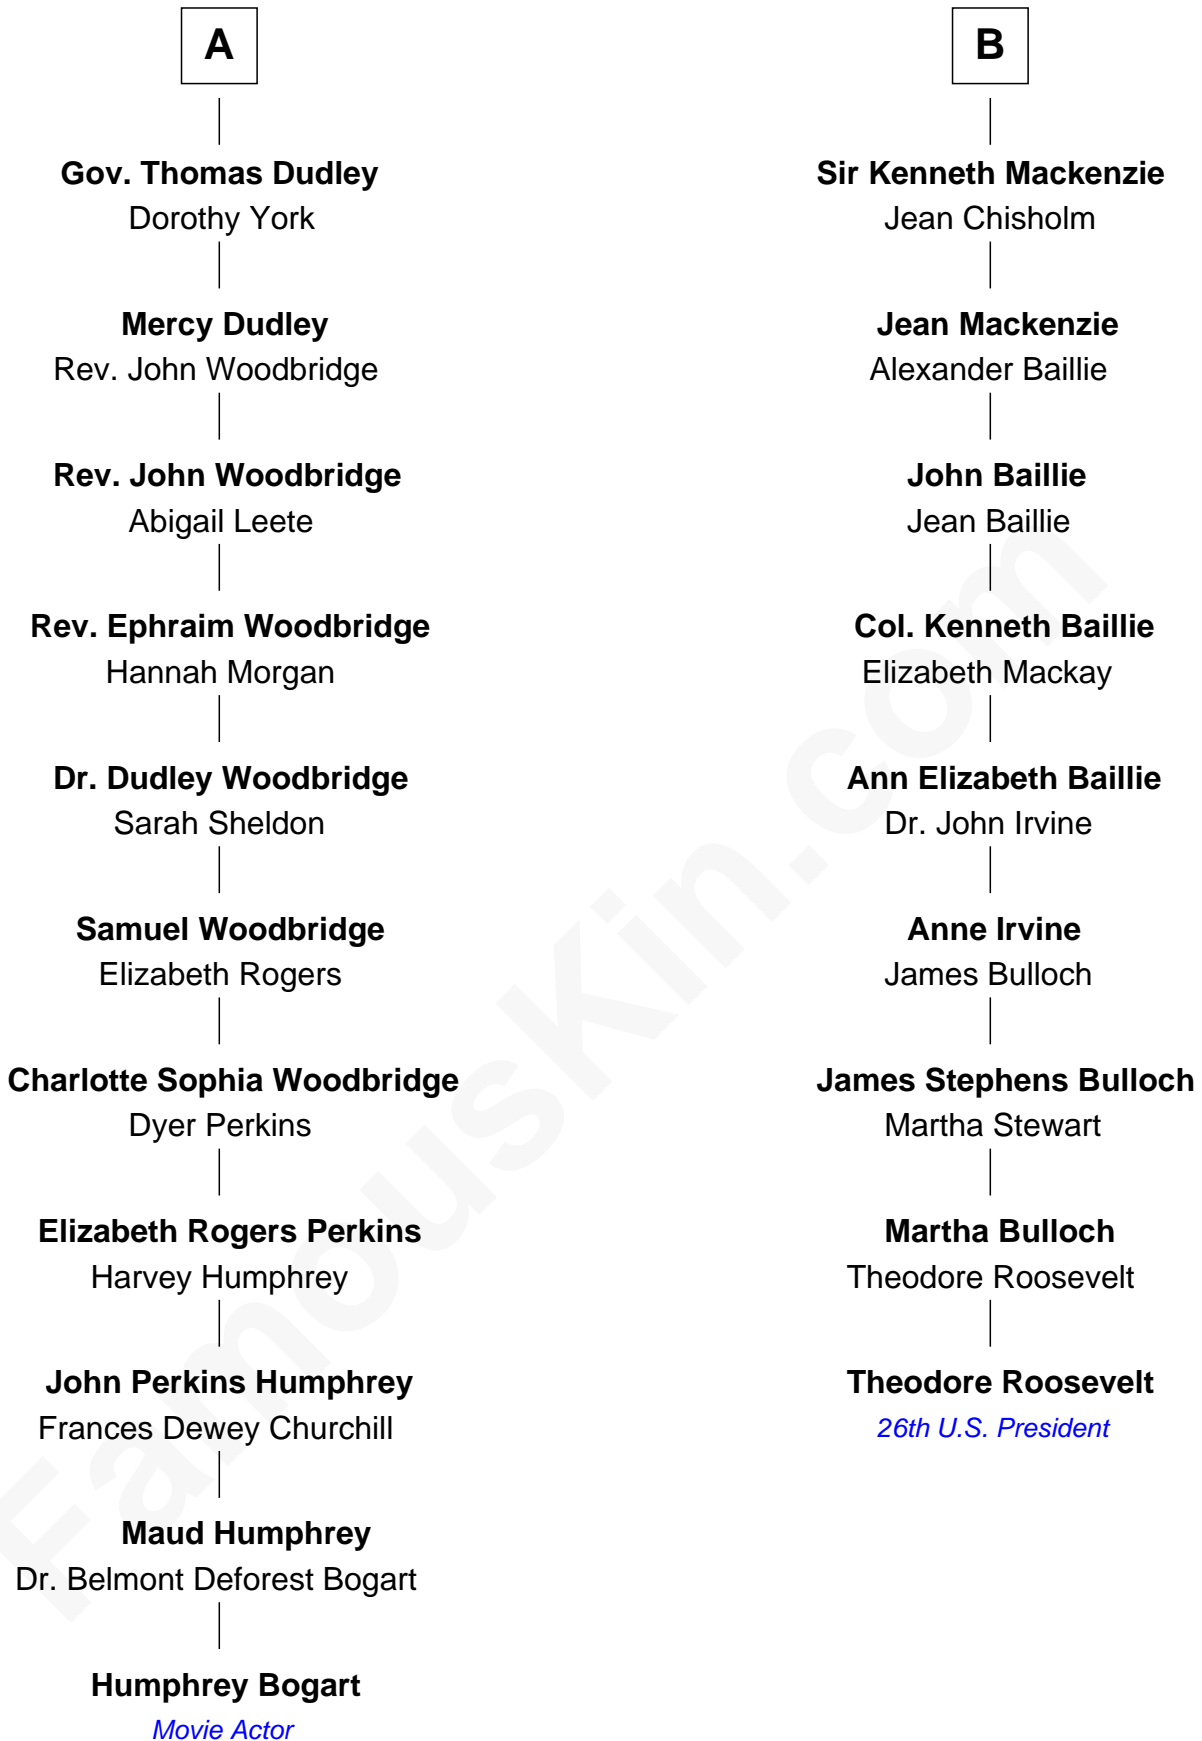 A
Gov. Thomas Dudley
Dorothy York
Mercy Dudley
Rev. John Woodbridge
Rev. John Woodbridge
Abigail Leete
Rev. Ephraim Woodbridge
Hannah Morgan
Dr. Dudley Woodbridge
Sarah Sheldon
Samuel Woodbridge
Elizabeth Rogers
Charlotte Sophia Woodbridge
Dyer Perkins
Elizabeth Rogers Perkins
Harvey Humphrey
John Perkins Humphrey
Frances Dewey Churchill
Maud Humphrey
Dr. Belmont Deforest Bogart
Humphrey Bogart
Movie Actor
B
Sir Kenneth Mackenzie
Jean Chisholm
Jean Mackenzie
Alexander Baillie
John Baillie
Jean Baillie
Col. Kenneth Baillie
Elizabeth Mackay
Ann Elizabeth Baillie
Dr. John Irvine
Anne Irvine
James Bulloch
James Stephens Bulloch
Martha Stewart
Martha Bulloch
Theodore Roosevelt
Theodore Roosevelt
26th U.S. President
FamousKin.com